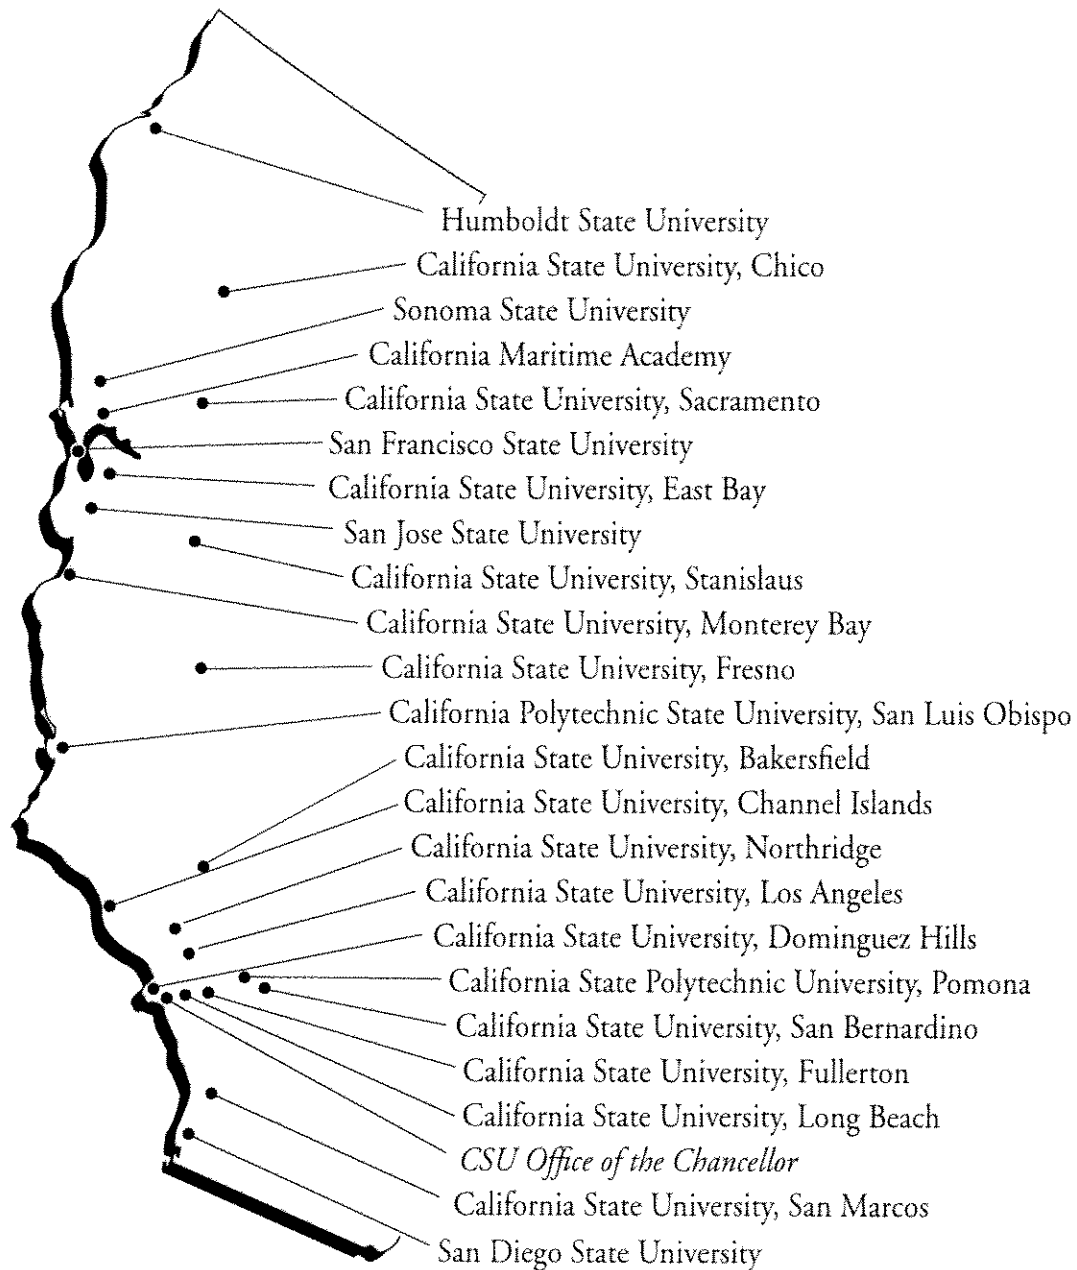 Humboldt State University
California State University, Chico
Sonoma State University
California Maritime Academy
California State University, Sacramento
San Francisco State University
California State University, East Bay
San Jose State University
California State University, Stanislaus
California State University, Monterey Bay
California State University, Fresno
California Polytechnic State University, San Luis Obispo
California State University, Bakersfield
California State University, Channel Islands
California State University, Northridge
California State University, Los Angeles
California State University, Dominguez Hills
California State Polytechnic University, Pomona
California State University, San Bernardino
California State University, Fullerton
California State University, Long Beach
CSU Office of the Chancellor
California State University, San Marcos
San Diego State University